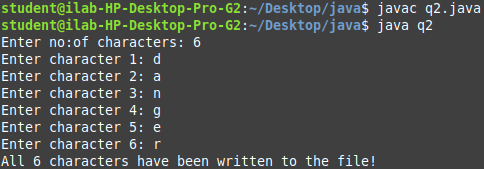 student@ilab-HP-Desktop-Pro-G2:~/Desktop/java$ javac q2.java
student@ilab-HP-Desktop-Pro-G2:~/Desktop/java$ java q2
Enter no:of characters: 6
Enter character 1: d
Enter character 2: a
Enter character 3: n
Enter character 4: g
Enter character 5: e
Enter character 6: r
All 6 characters have been written to the file!